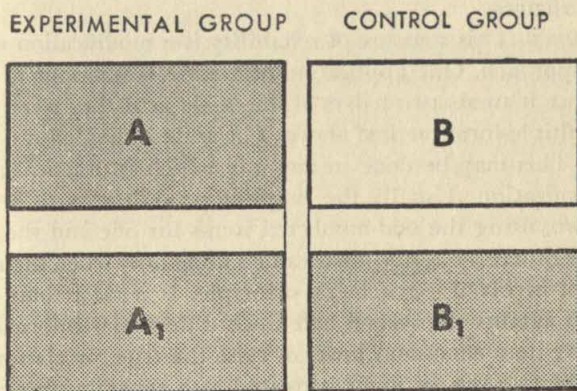 EXPERIMENTAL GROUP CONTROL GROUP
A B
A₁ B₁